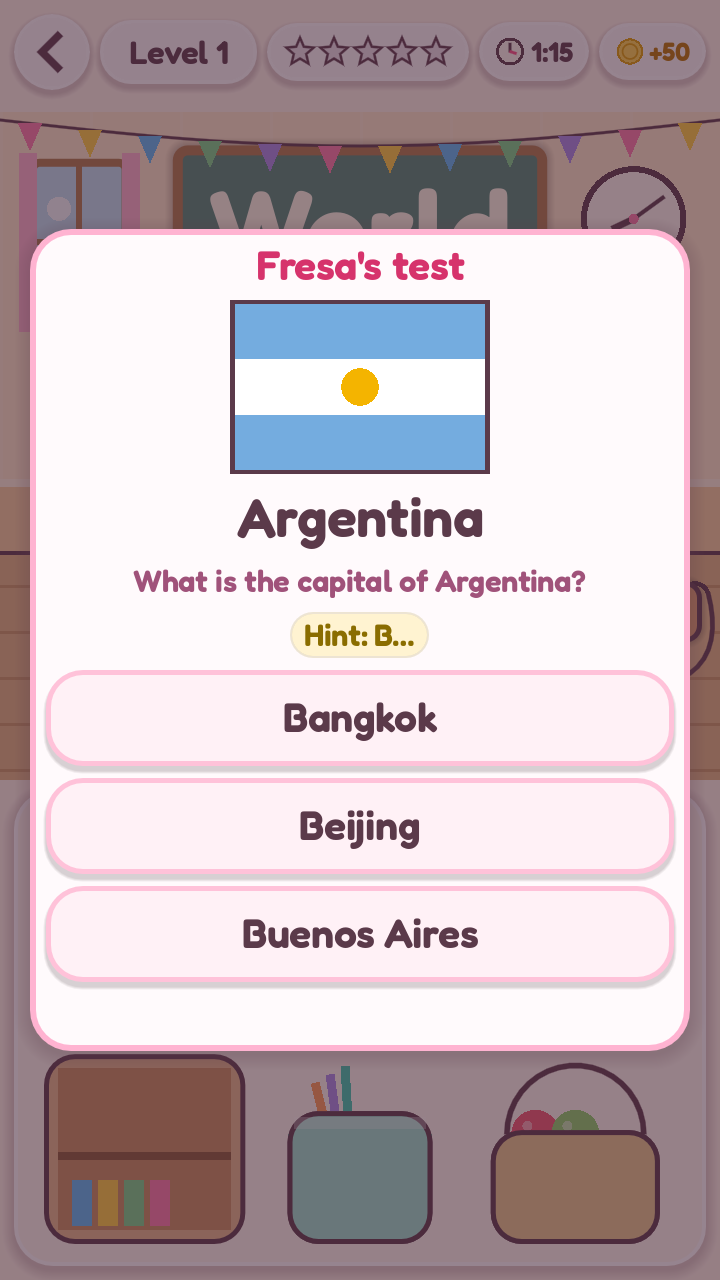 Level 1
1:15
+50
World
Fresa's test
Argentina
What is the capital of Argentina?
Hint: B...
Bangkok
Beijing
Buenos Aires